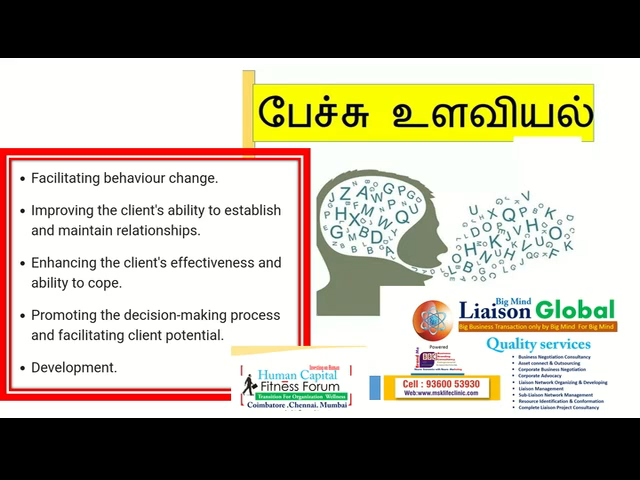 பேச்சு உளவியல்
Facilitating behaviour change.
Improving the client's ability to establish
and maintain relationships.
Enhancing the client's effectiveness and
ability to cope.
Promoting the decision-making process
and facilitating client potential.
Development.
Big Mind
Liaison Global
Big Business Transaction only by Big Mind For Big Mind
Quality services
Business Negotiation Consultancy
Asset connect & Outsourcing
Corporate Business Negotiation
Corporate Advocacy
Liaison Network Organizing & Developing
Liaison Management
Sub-Liaison Network Management
Resource Identification & Conformation
Complete Liaison Project Consultancy
Powered
Cell : 93600 53930
Web:www.msklifeclinic.com
Human Capital
Fitness Forum
Transition For Organisation Wellness
Coimbatore ,Chennai, Mumbai